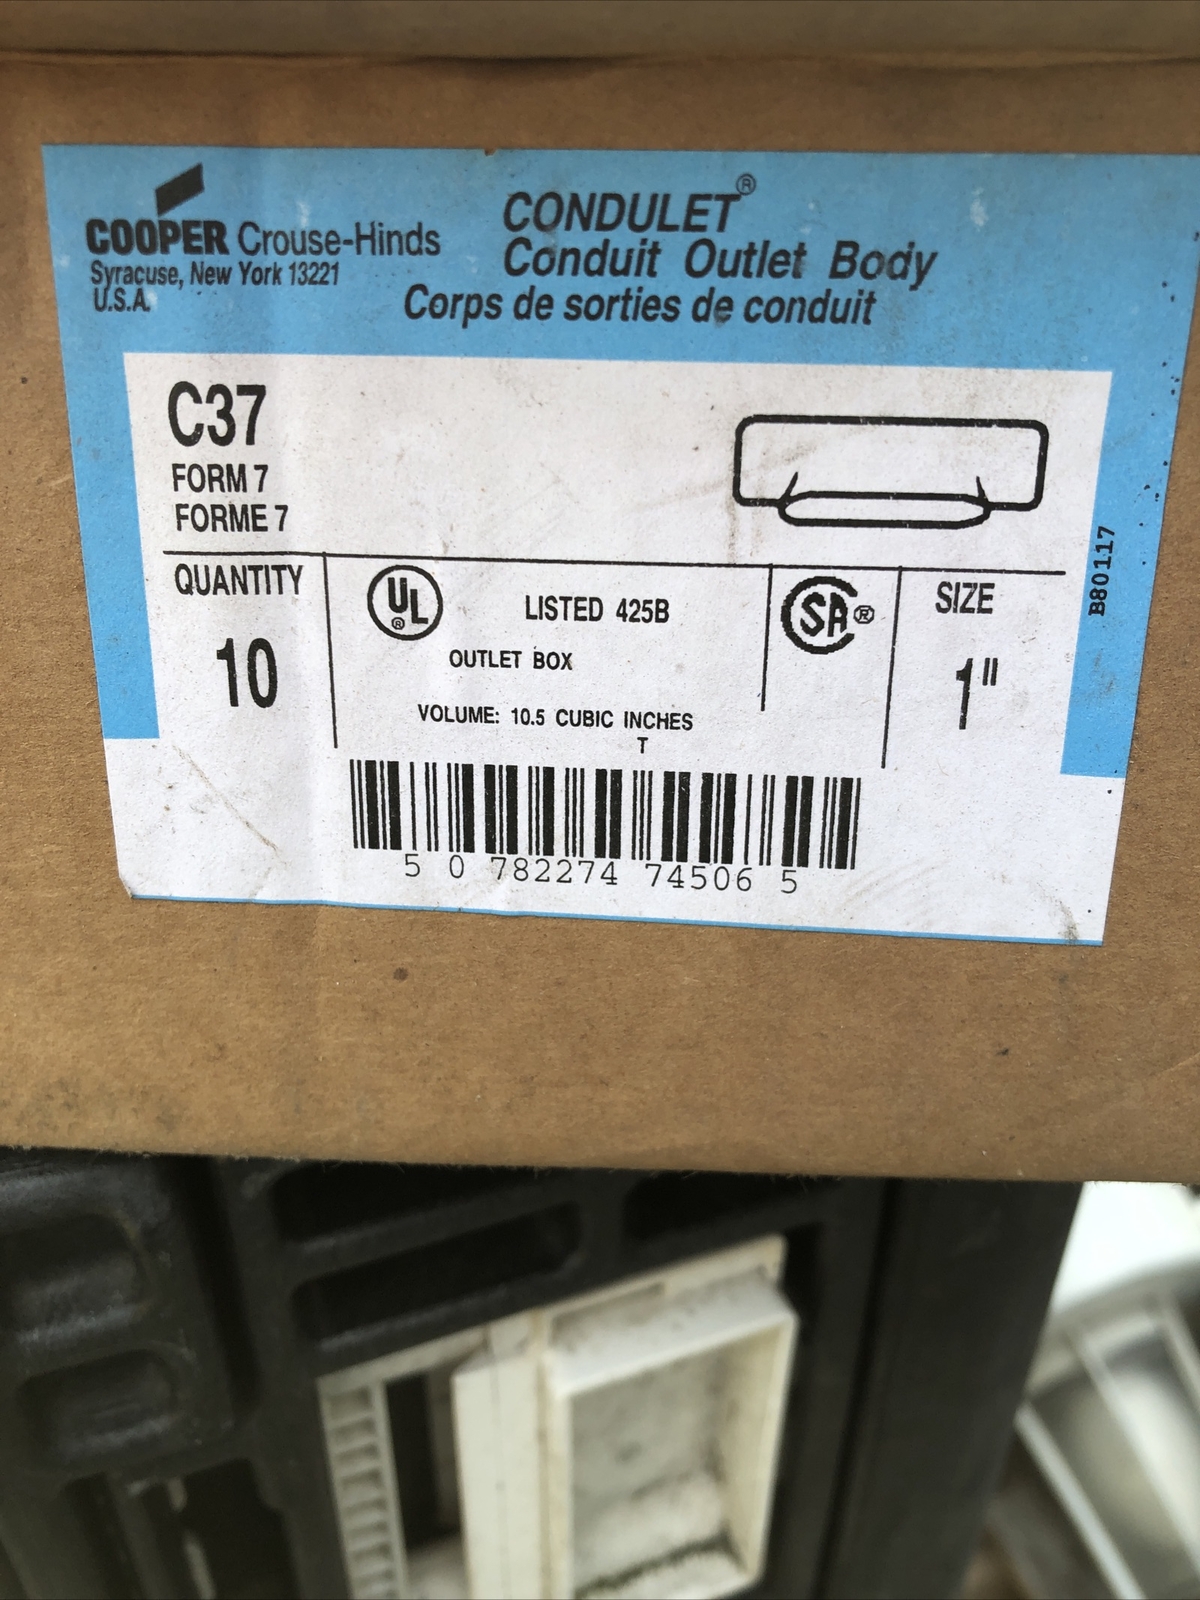 COOPER Crouse-Hinds
Syracuse, New York 13221
U.S.A.
CONDULET®
Conduit Outlet Body
Corps de sorties de conduit
C37
FORM 7
FORME 7
QUANTITY
10
UL ®
LISTED 425B
OUTLET BOX
VOLUME: 10.5 CUBIC INCHES
T
SA ®
SIZE
1"
B80117
5 0 782274 74506 5